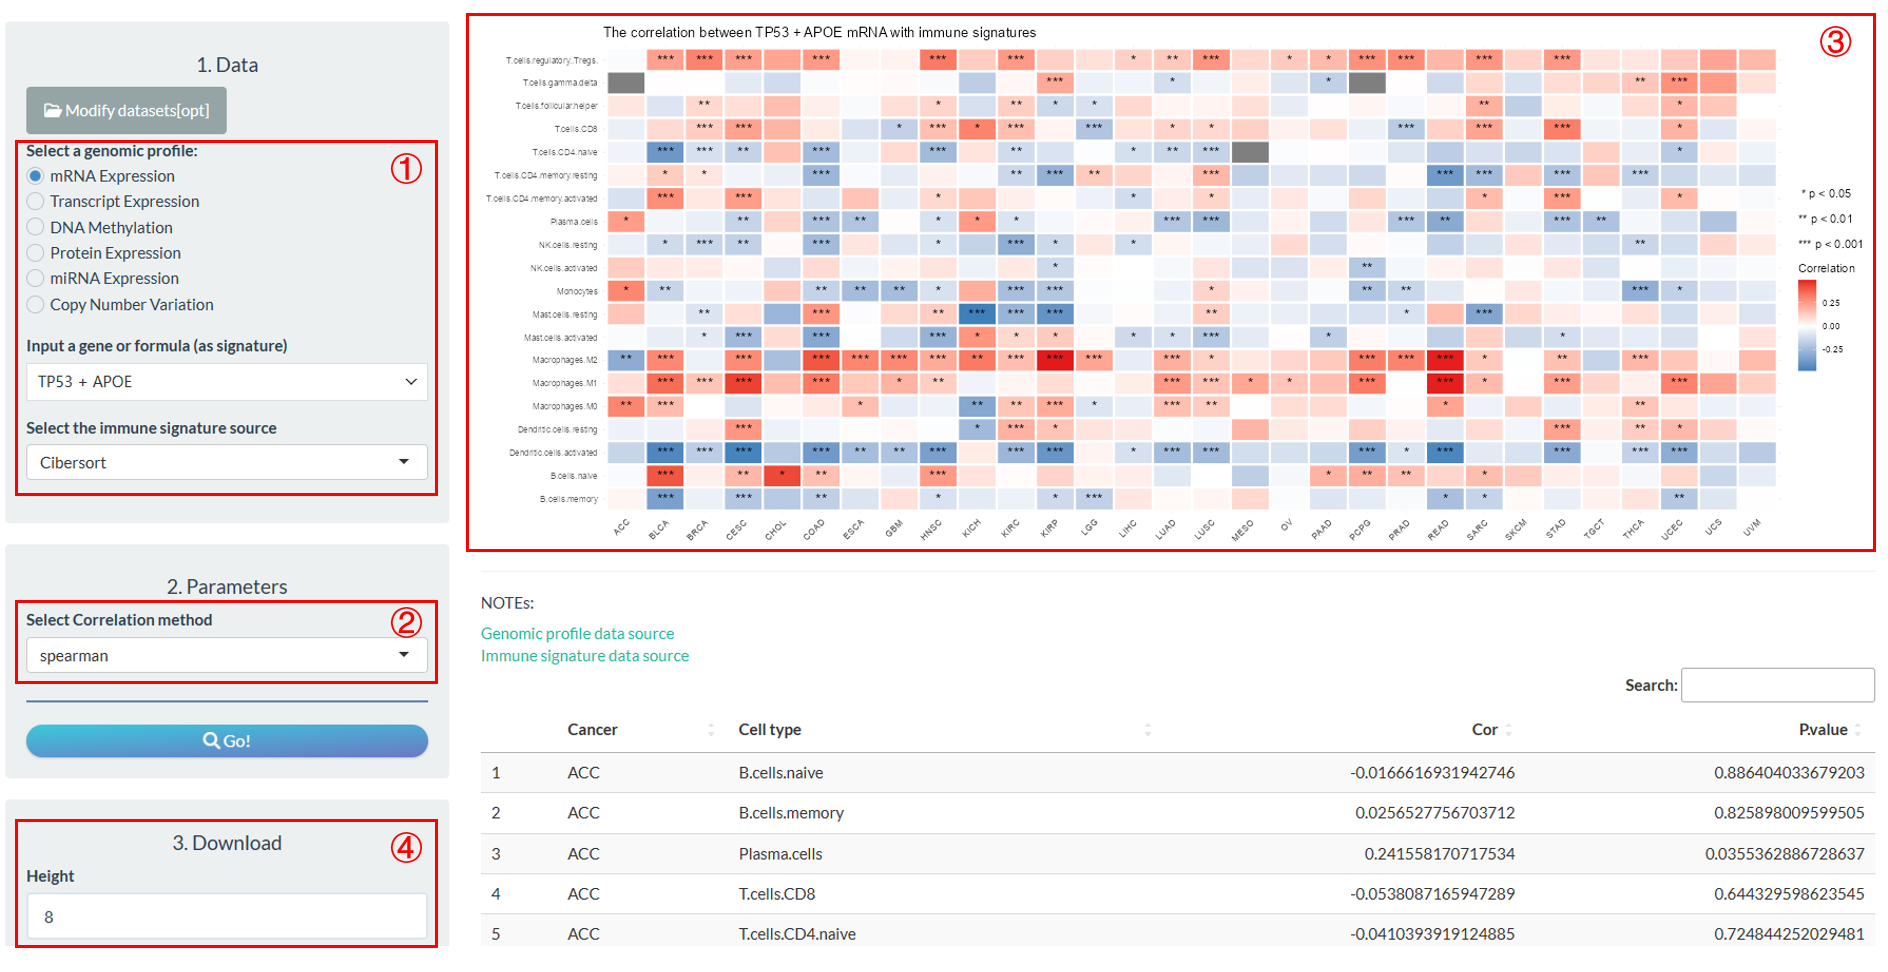 1. Data
Modify datasets[opt]
Select a genomic profile:
①
mRNA Expression
Transcript Expression
DNA Methylation
Protein Expression
miRNA Expression
Copy Number Variation
Input a gene or formula (as signature)
TP53 + APOE
Select the immune signature source
Cibersort
2. Parameters
Select Correlation method
②
spearman
Go!
3. Download
④
Height
8
The correlation between TP53 + APOE mRNA with immune signatures
③
T.cells.regulatory..Tregs.
T.cells.gamma.delta
T.cells.follicular.helper
T.cells.CD8
T.cells.CD4.naive
T.cells.CD4.memory.resting
T.cells.CD4.memory.activated
Plasma.cells
NK.cells.resting
NK.cells.activated
Monocytes
Mast.cells.resting
Mast.cells.activated
Macrophages.M2
Macrophages.M1
Macrophages.M0
Dendritic.cells.resting
Dendritic.cells.activated
B.cells.naive
B.cells.memory
ACC BLCA BRCA CESC CHOL COAD ESCA GBM HNSC KICH KIRC KIRP LGG LIHC LUAD LUSC MESO OV PAAD PCPG PRAD READ SARC SKCM STAD TGCT THCA UCEC UCS UVM
* p < 0.05
** p < 0.01
*** p < 0.001
Correlation
0.25
0.00
-0.25
NOTEs:
Genomic profile data source
Immune signature data source
Search:
Cancer Cell type Cor P.value
1 ACC B.cells.naive -0.0166616931942746 0.886404033679203
2 ACC B.cells.memory 0.0256527756703712 0.825898009599505
3 ACC Plasma.cells 0.241558170717534 0.0355362886728637
4 ACC T.cells.CD8 -0.0538087165947289 0.644329598623545
5 ACC T.cells.CD4.naive -0.0410393919124885 0.724844252029481